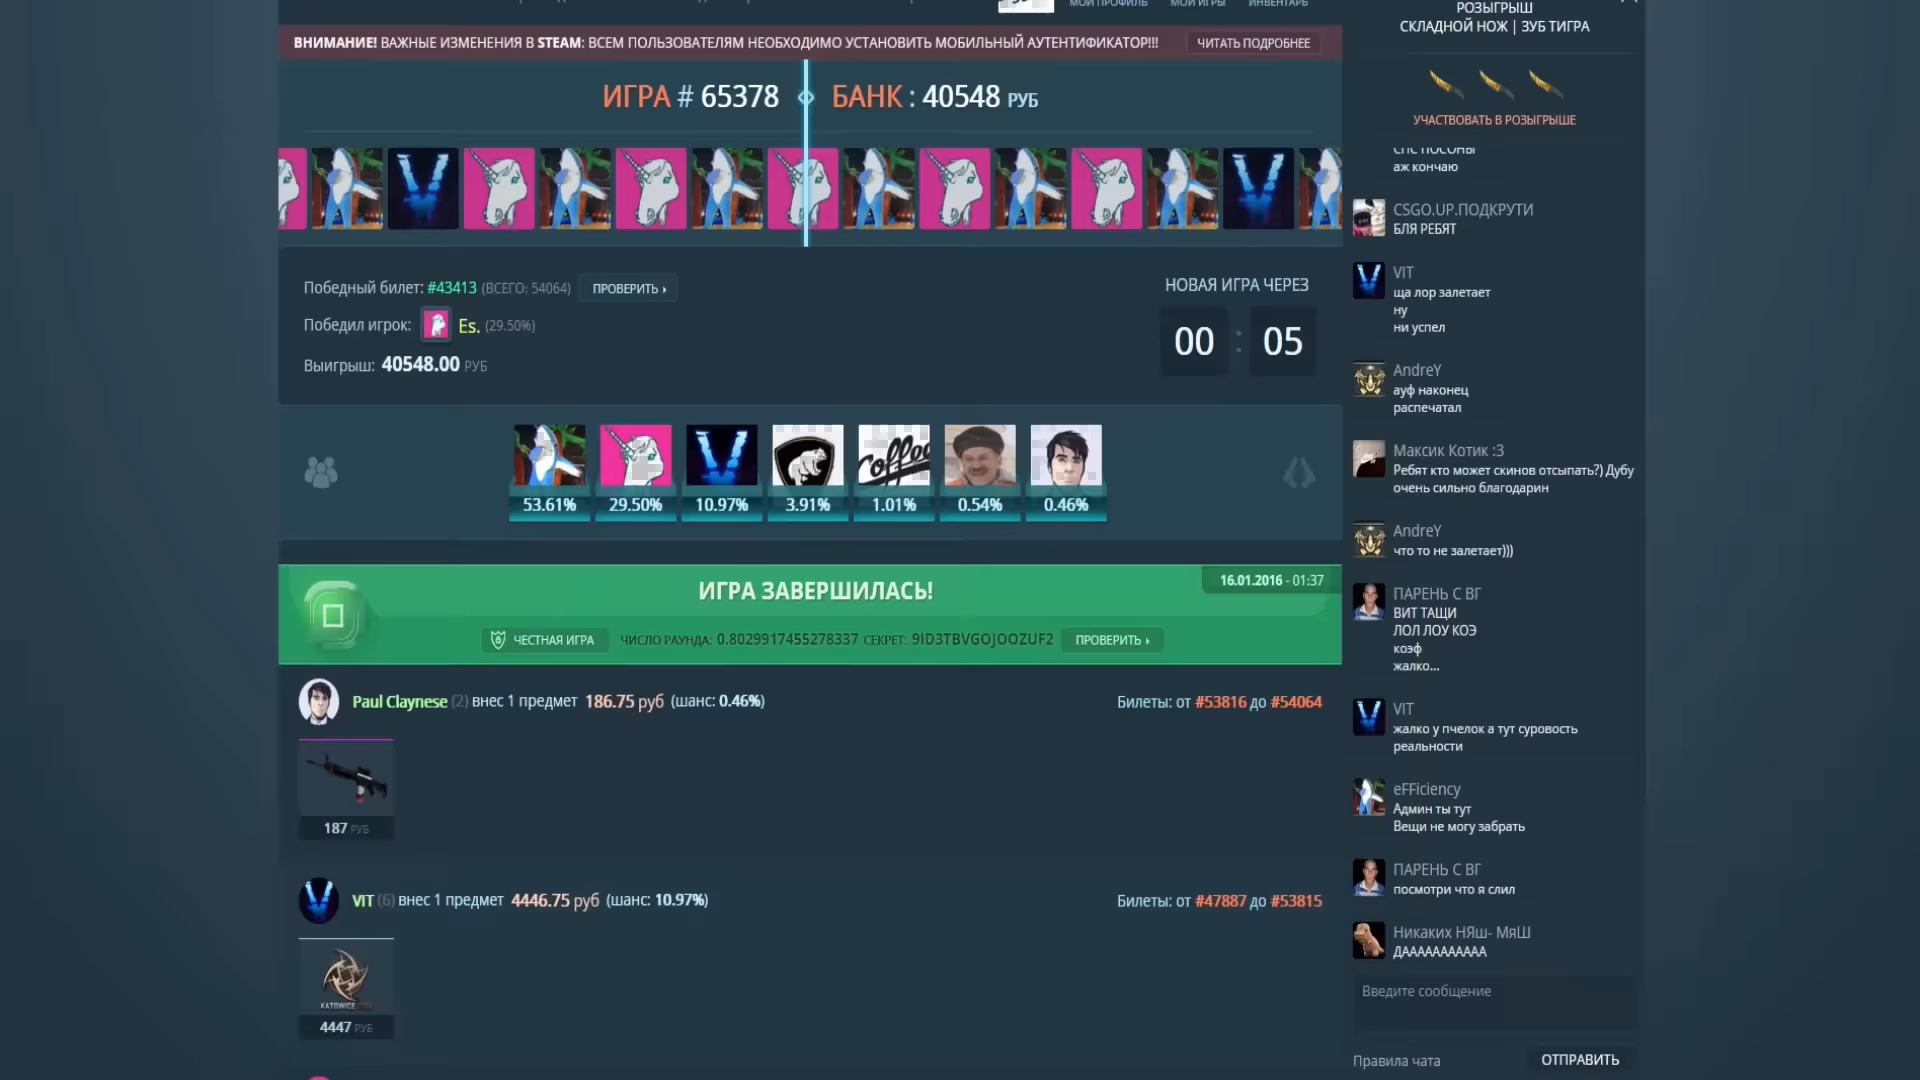 МОЙ ПРОФИЛЬ
МОИ ИГРЫ
ИНВЕНТАРЬ
ВНИМАНИЕ! ВАЖНЫЕ ИЗМЕНЕНИЯ В STEAM: ВСЕМ ПОЛЬЗОВАТЕЛЯМ НЕОБХОДИМО УСТАНОВИТЬ МОБИЛЬНЫЙ АУТЕНТИФИКАТОР!!!
ЧИТАТЬ ПОДРОБНЕЕ
ИГРА # 65378
БАНК : 40548 РУБ
Победный билет: #43413 (ВСЕГО: 54064)
ПРОВЕРИТЬ
Победил игрок: Es. (29.50%)
Выигрыш: 40548.00 РУБ
НОВАЯ ИГРА ЧЕРЕЗ
00 : 05
Coffee
53.61%
29.50%
10.97%
3.91%
1.01%
0.54%
0.46%
ИГРА ЗАВЕРШИЛАСЬ!
16.01.2016 - 01:37
ЧЕСТНАЯ ИГРА
ЧИСЛО РАУНДА: 0.8029917455278337 СЕКРЕТ: 9ID3TBVGOJOOZUF2
ПРОВЕРИТЬ
Paul Claynese (2) внес 1 предмет 186.75 руб (шанс: 0.46%)
Билеты: от #53816 до #54064
187 РУБ
VIT (6) внес 1 предмет 4446.75 руб (шанс: 10.97%)
Билеты: от #47887 до #53815
KATOWICE
4447 РУБ
РОЗЫГРЫШ
СКЛАДНОЙ НОЖ | ЗУБ ТИГРА
УЧАСТВОВАТЬ В РОЗЫГРЫШЕ
СПС ПОСОНЫ
аж кончаю
CSGO.UP.ПОДКРУТИ
БЛЯ РЕБЯТ
VIT
ща лор залетает
ну
ни успел
AndreY
ауф наконец
распечатал
Максик Котик :3
Ребят кто может скинов отсыпать?) Дубу
очень сильно благодарин
AndreY
что то не залетает)))
ПАРЕНЬ С ВГ
ВИТ ТАЩИ
ЛОЛ ЛОУ КОЭ
коэф
жалко...
VIT
жалко у пчелок а тут суровость
реальности
eFFiciency
Админ ты тут
Вещи не могу забрать
ПАРЕНЬ С ВГ
посмотри что я слил
Никаких НЯш- МяШ
ДААААААААААА
Введите сообщение
Правила чата
ОТПРАВИТЬ